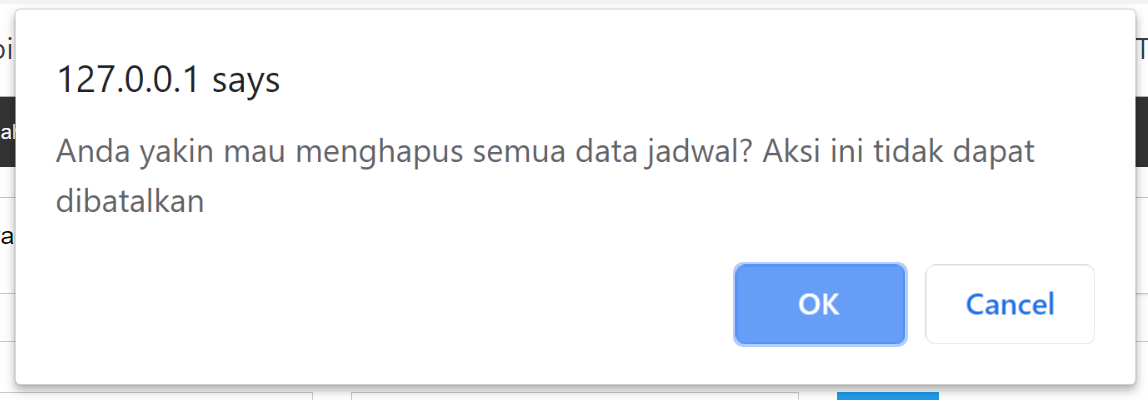 127.0.0.1 says
Anda yakin mau menghapus semua data jadwal? Aksi ini tidak dapat
dibatalkan
OK
Cancel